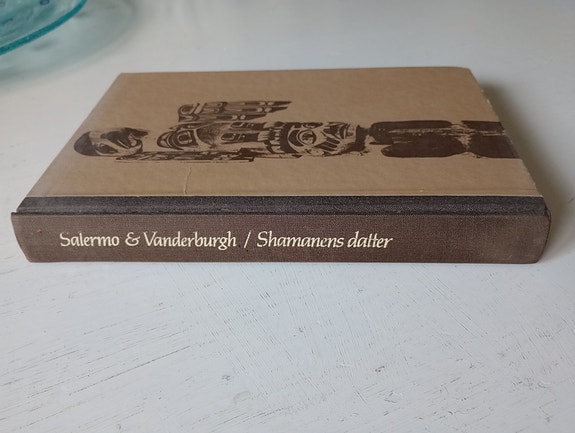 Salermo & Vanderburgh / Shamanens datter